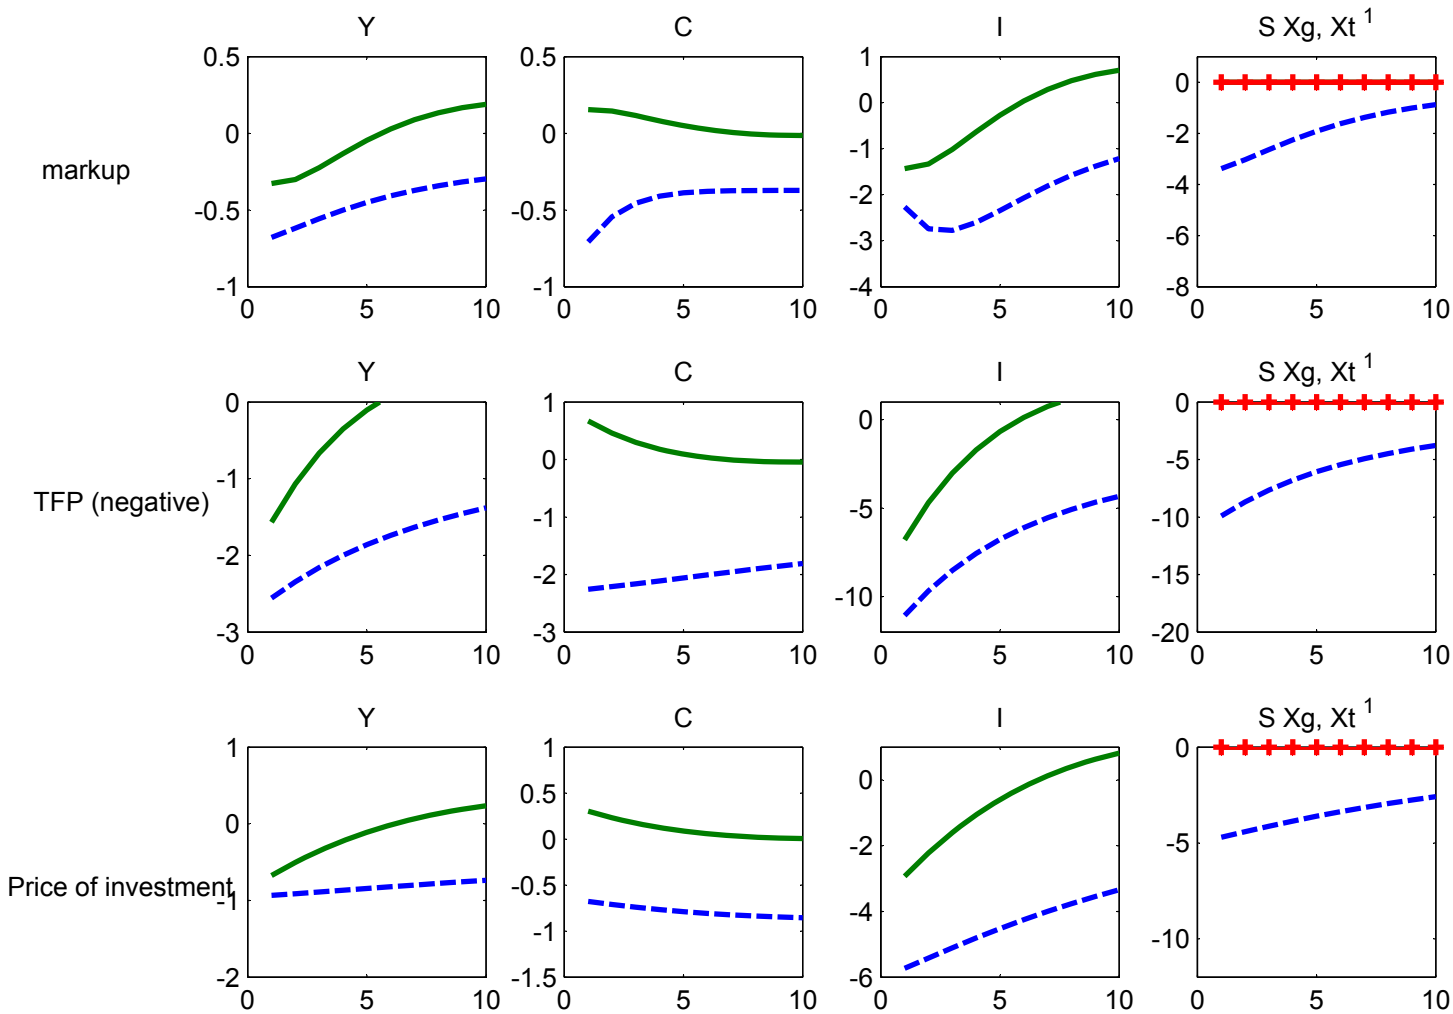 Y C I S Xg, Xt 1
0.5 0.5 1 0
0 0 0 -2
markup
-0.5 -0.5 -1 -4
-2
-3 -6
-1 -1 -4 -8
0 5 10 0 5 10 0 5 10 0 5 10
Y C I S Xg, Xt 1
0 1 0 0
-1 0 -5 -5
TFP (negative)
-1 -10
-2 -2 -10 -15
-3 -3 -20
0 5 10 0 5 10 0 5 10 0 5 10
Y C I S Xg, Xt 1
1 1 0 0
0.5
0 0 -2 -5
Price of investment
-1 -0.5 -4 -10
-1
-2 -1.5 -6
0 5 10 0 5 10 0 5 10 0 5 10